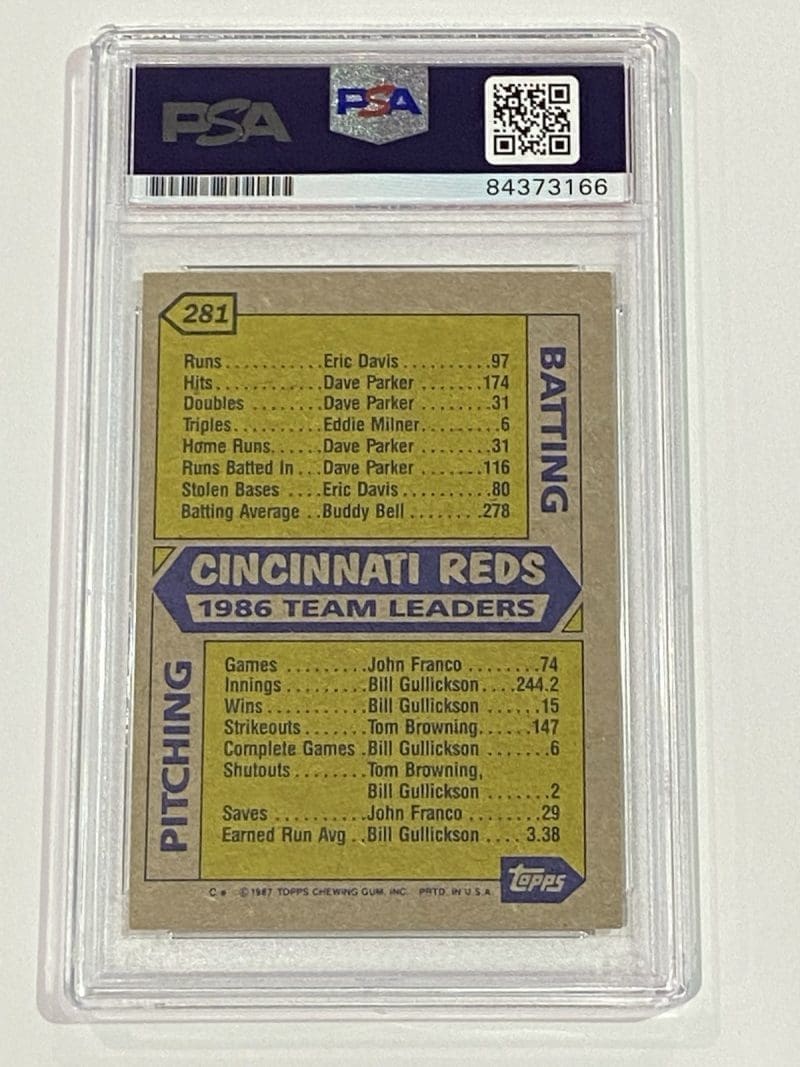 PSA
PSA
84373166
281
BATTING
Runs...........Eric Davis..........97
Hits............Dave Parker.......174
Doubles ........Dave Parker........31
Triples.........Eddie Milner.........6
Home Runs......Dave Parker........31
Runs Batted In...Dave Parker.......116
Stolen Bases ....Eric Davis..........80
Batting Average ..Buddy Bell........278
CINCINNATI REDS
1986 TEAM LEADERS
PITCHING
Games .........John Franco ........74
Innings.........Bill Gullickson....244.2
Wins...........Bill Gullickson ......15
Strikeouts.......Tom Browning......147
Complete Games .Bill Gullickson .......6
Shutouts........Tom Browning,
Bill Gullickson .......2
Saves..........John Franco ........29
Earned Run Avg ..Bill Gullickson ....3.38
topps
C* ©1987 TOPPS CHEWING GUM, INC. PRTD. IN U.S.A.